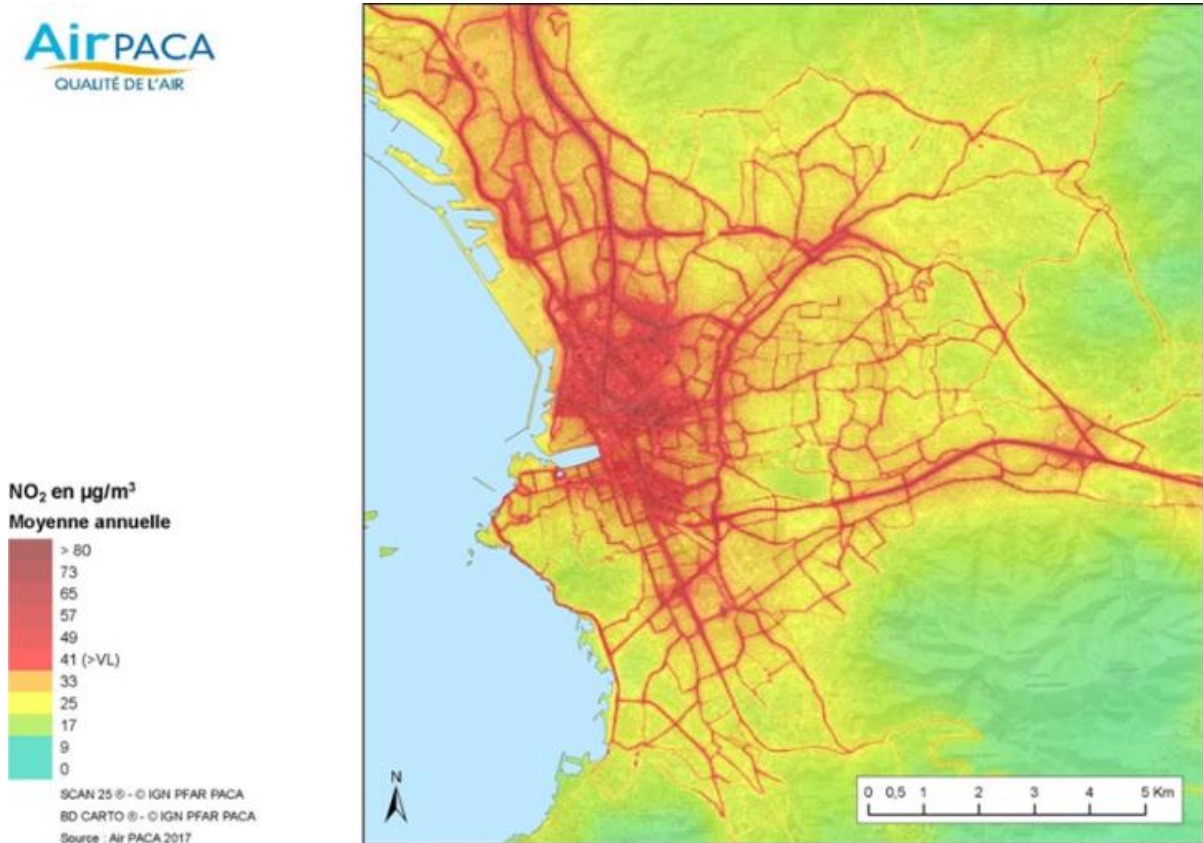 AirPACA
QUALITÉ DE L'AIR
NO₂ en µg/m³
Moyenne annuelle
> 80
73
65
57
49
41 (>VL)
33
25
17
9
0
SCAN 25 ® - © IGN PFAR PACA
BD CARTO ® - © IGN PFAR PACA
Source : Air PACA 2017
N
0 0,5 1 2 3 4 5 Km